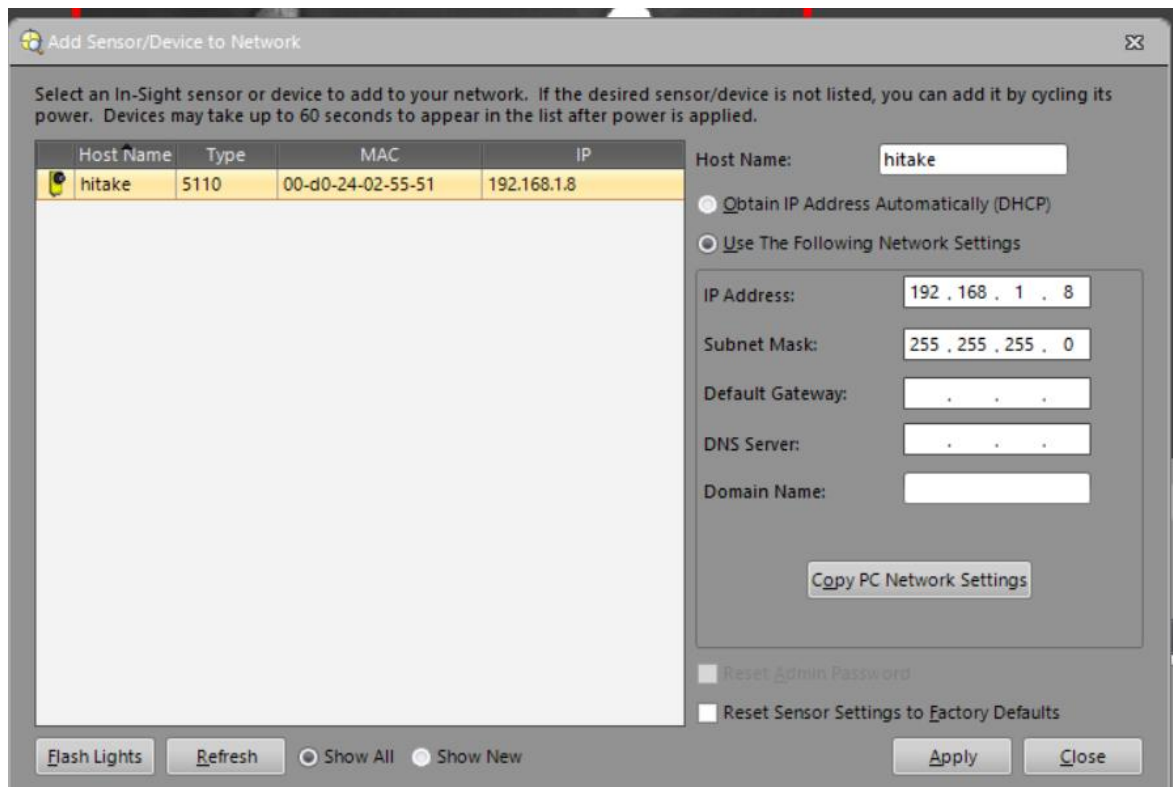 Add Sensor/Device to Network
Select an In-Sight sensor or device to add to your network. If the desired sensor/device is not listed, you can add it by cycling its
power. Devices may take up to 60 seconds to appear in the list after power is applied.
Host Name Type MAC IP
hitake 5110 00-d0-24-02-55-51 192.168.1.8
Host Name: hitake
Obtain IP Address Automatically (DHCP)
Use The Following Network Settings
IP Address: 192 . 168 . 1 . 8
Subnet Mask: 255 . 255 . 255 . 0
Default Gateway: . . .
DNS Server: . . .
Domain Name:
Copy PC Network Settings
Reset Admin Password
Reset Sensor Settings to Factory Defaults
Flash Lights Refresh Show All Show New Apply Close